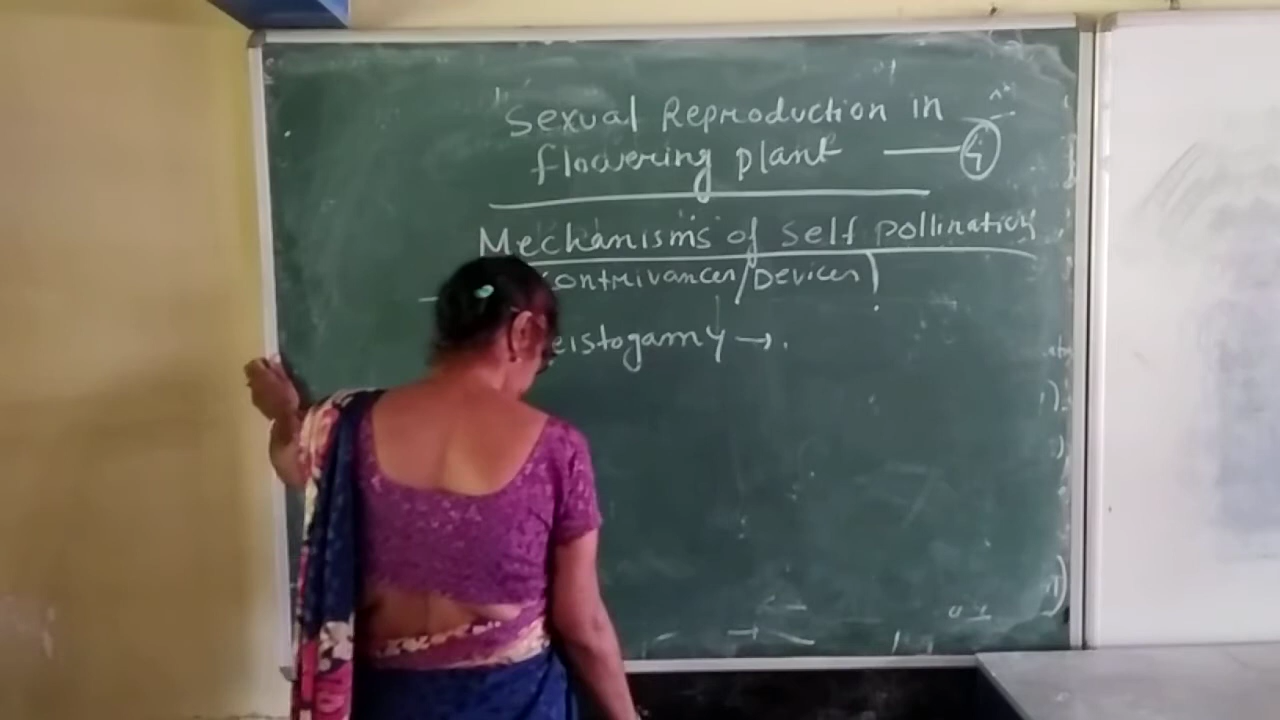 Sexual Reproduction in
flowering plant — 4
Mechanisms of Self pollination
contrivances/Devices)
eistogamy → .